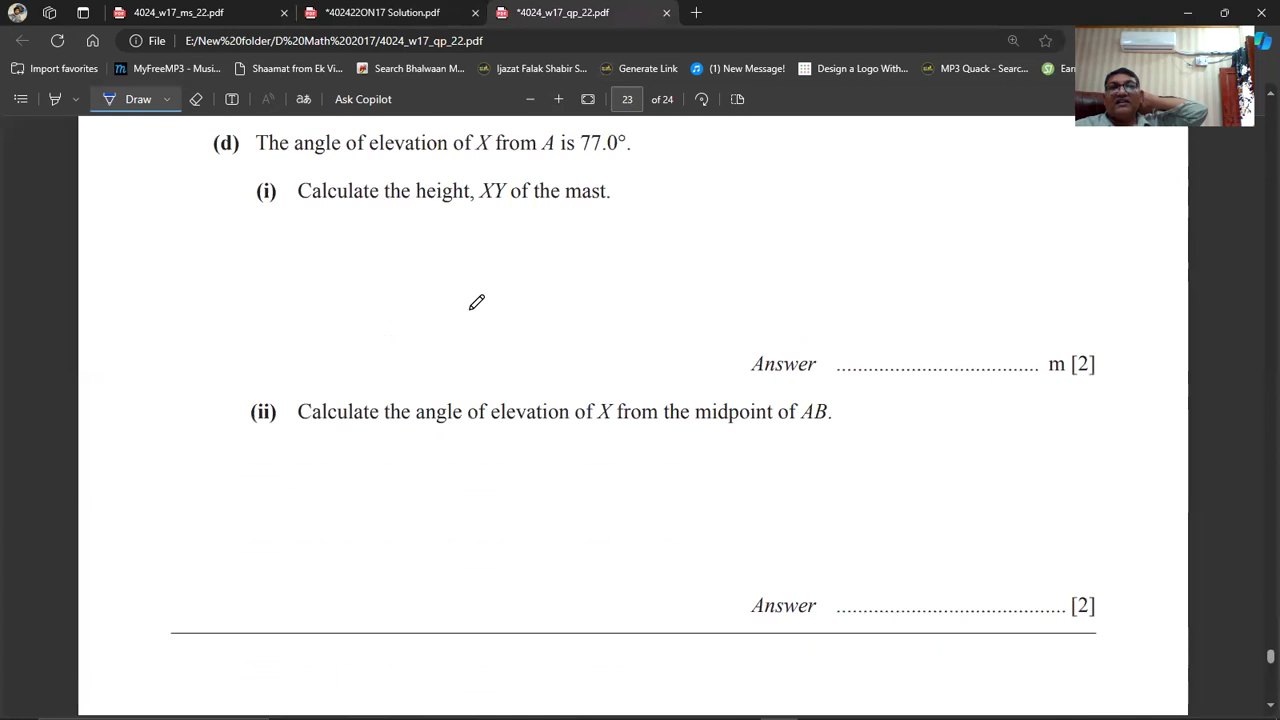 4024_w17_ms_22.pdf
*402422ON17 Solution.pdf
*4024_w17_qp_22.pdf
File
E:/New%20folder/D%20Math%202017/4024_w17_qp_22.pdf
Import favorites
MyFreeMP3 - Musi...
Shaamat from Ek Vi...
Search Bhalwaan M...
Ijazat Falak Shabir S...
Generate Link
(1) New Message!
Design a Logo With...
MP3 Quack - Searc...
Ear
Draw
Ask Copilot
23 of 24
(d) The angle of elevation of X from A is 77.0°.
(i) Calculate the height, XY of the mast.
Answer ...................................... m [2]
(ii) Calculate the angle of elevation of X from the midpoint of AB.
Answer ........................................... [2]